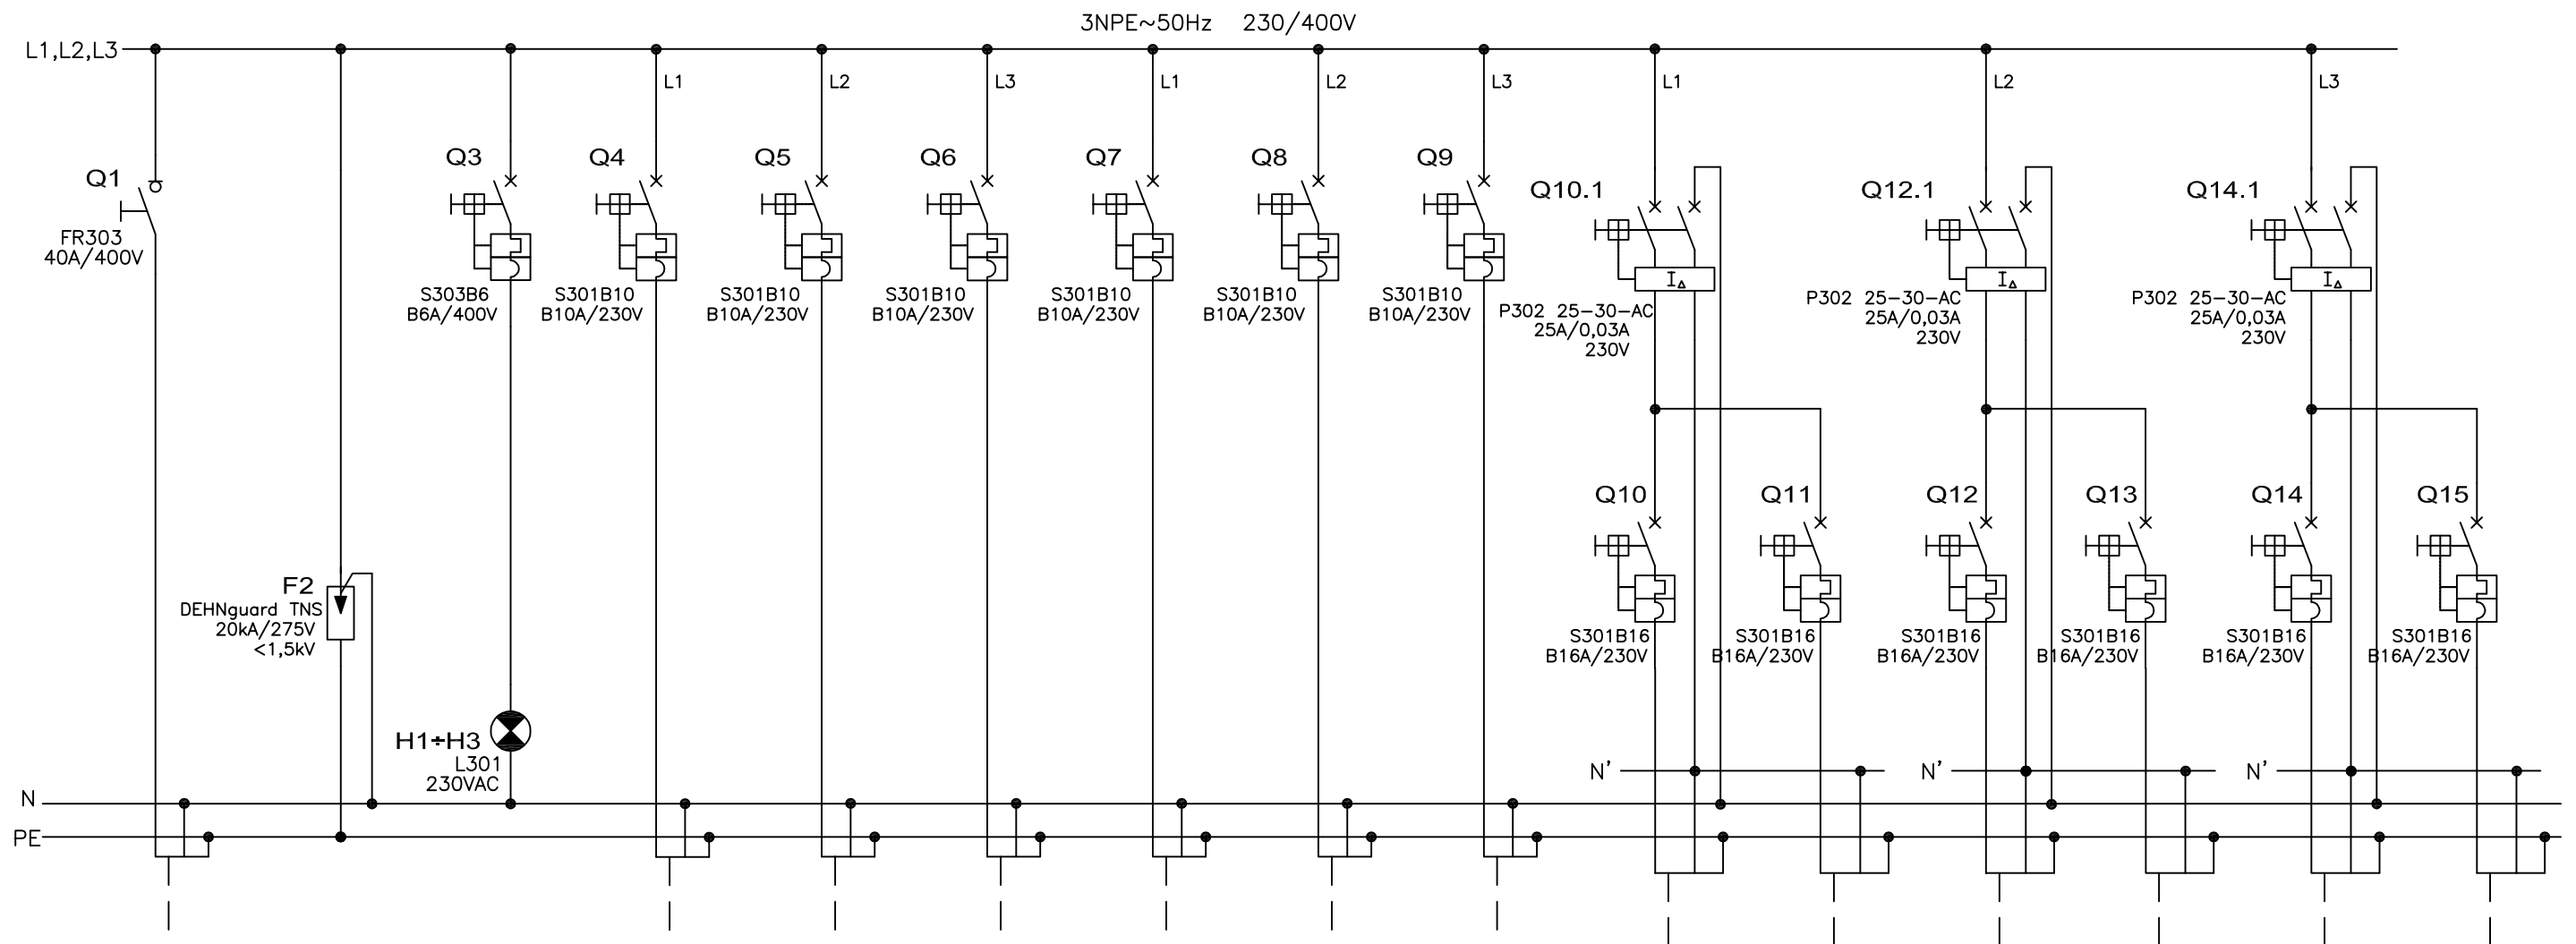 3NPE~50Hz 230/400V
L1,L2,L3
L1
L2
L3
L1
L2
L3
L1
L2
L3
Q1
FR303
40A/400V
F2
DEHNguard TNS
20kA/275V
<1,5kV
Q3
S303B6
B6A/400V
H1÷H3
L301
230VAC
Q4
S301B10
B10A/230V
Q5
S301B10
B10A/230V
Q6
S301B10
B10A/230V
Q7
S301B10
B10A/230V
Q8
S301B10
B10A/230V
Q9
S301B10
B10A/230V
Q10.1
I△
P302 25-30-AC
25A/0,03A
230V
Q12.1
I△
P302 25-30-AC
25A/0,03A
230V
Q14.1
I△
P302 25-30-AC
25A/0,03A
230V
Q10
S301B16
B16A/230V
Q11
S301B16
B16A/230V
Q12
S301B16
B16A/230V
Q13
S301B16
B16A/230V
Q14
S301B16
B16A/230V
Q15
S301B16
B16A/230V
N'
N'
N'
N
PE